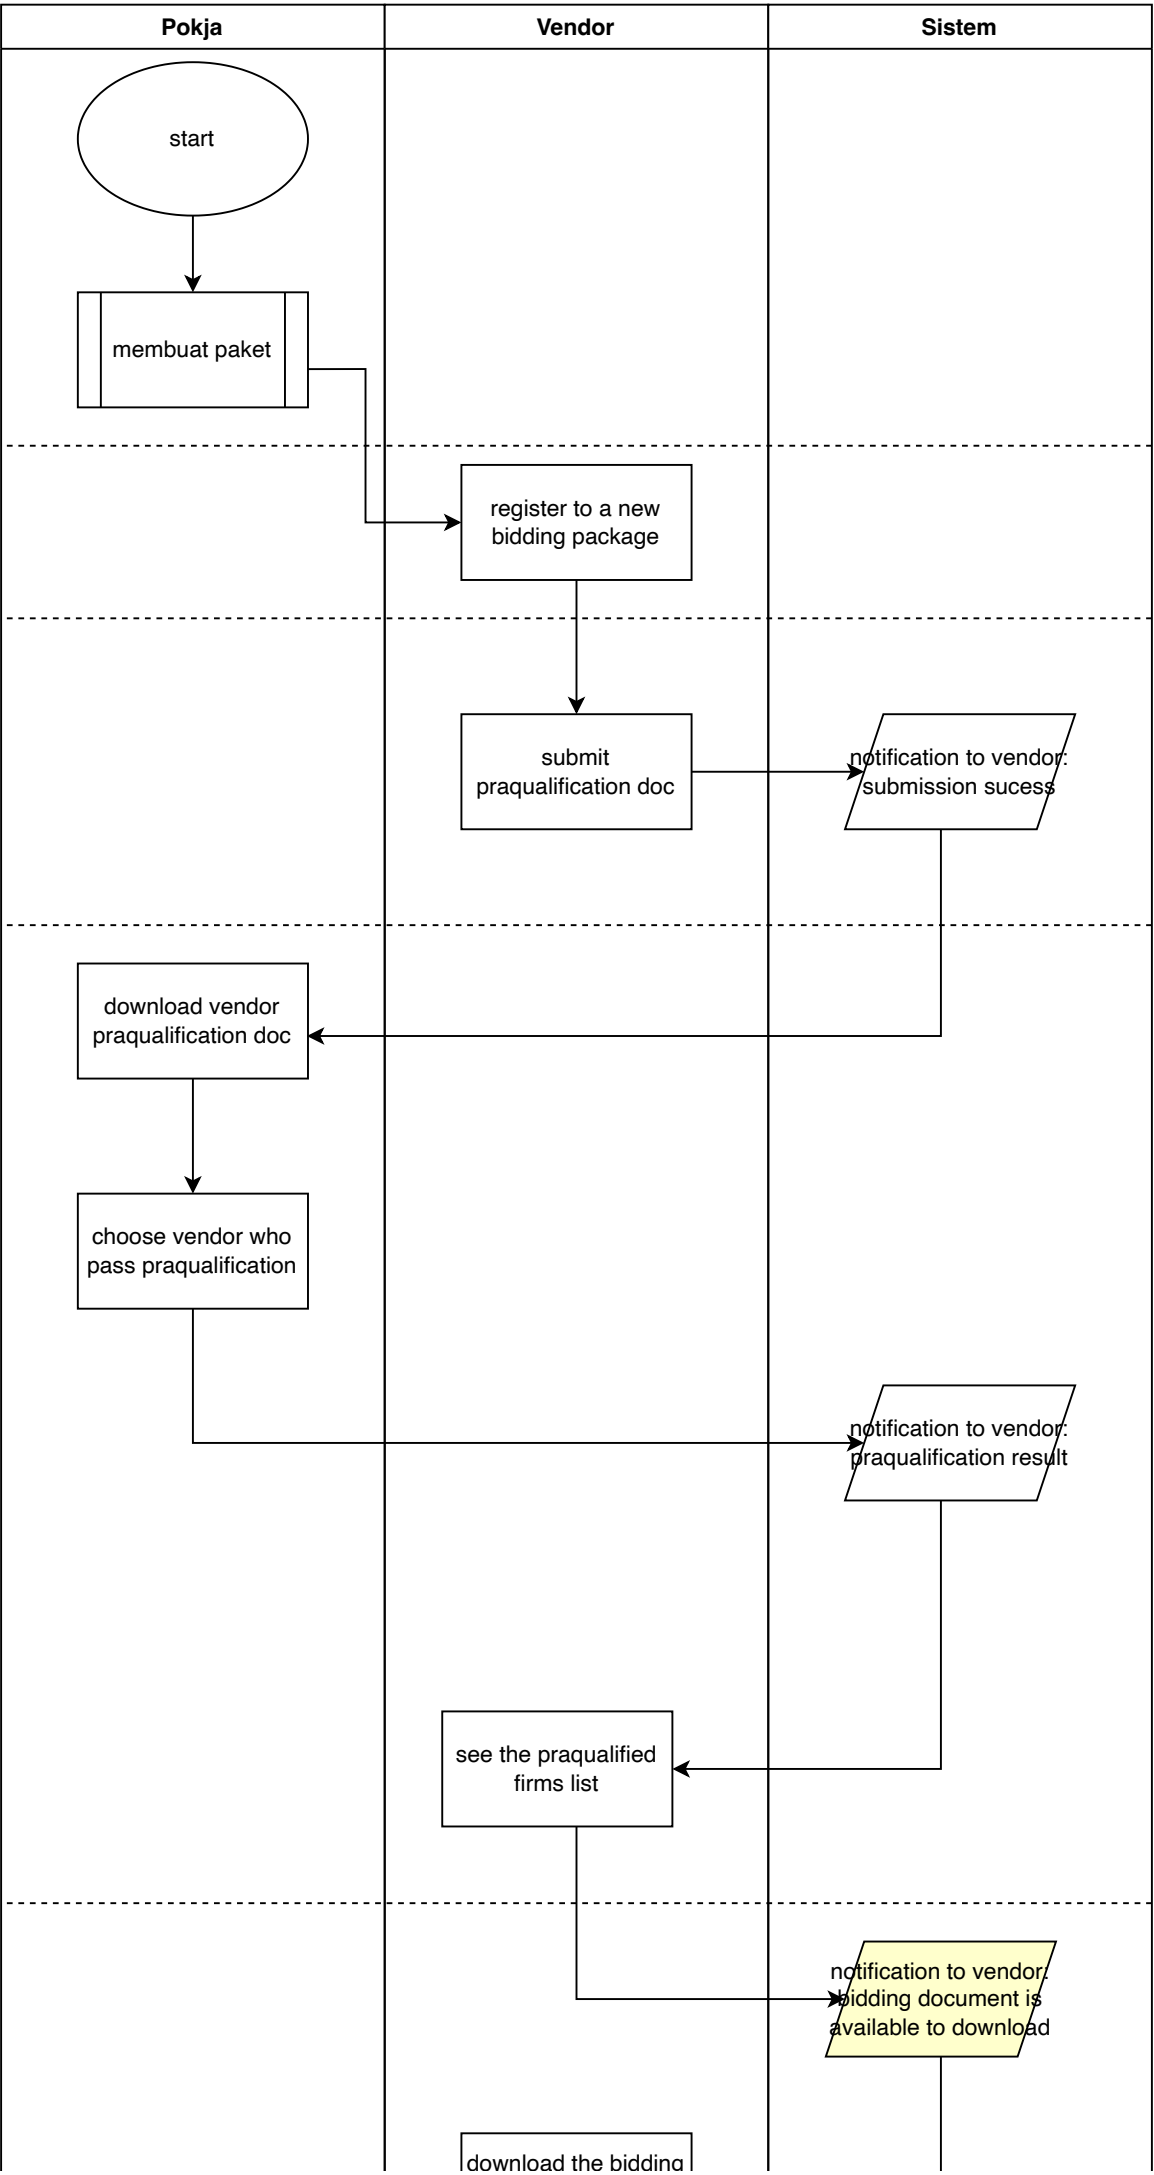 Pokja
Vendor
Sistem
start
membuat paket
register to a new
bidding package
submit
praqualification doc
notification to vendor:
submission sucess
download vendor
praqualification doc
choose vendor who
pass praqualification
notification to vendor:
praqualification result
see the praqualified
firms list
notification to vendor:
bidding document is
available to download
download the bidding